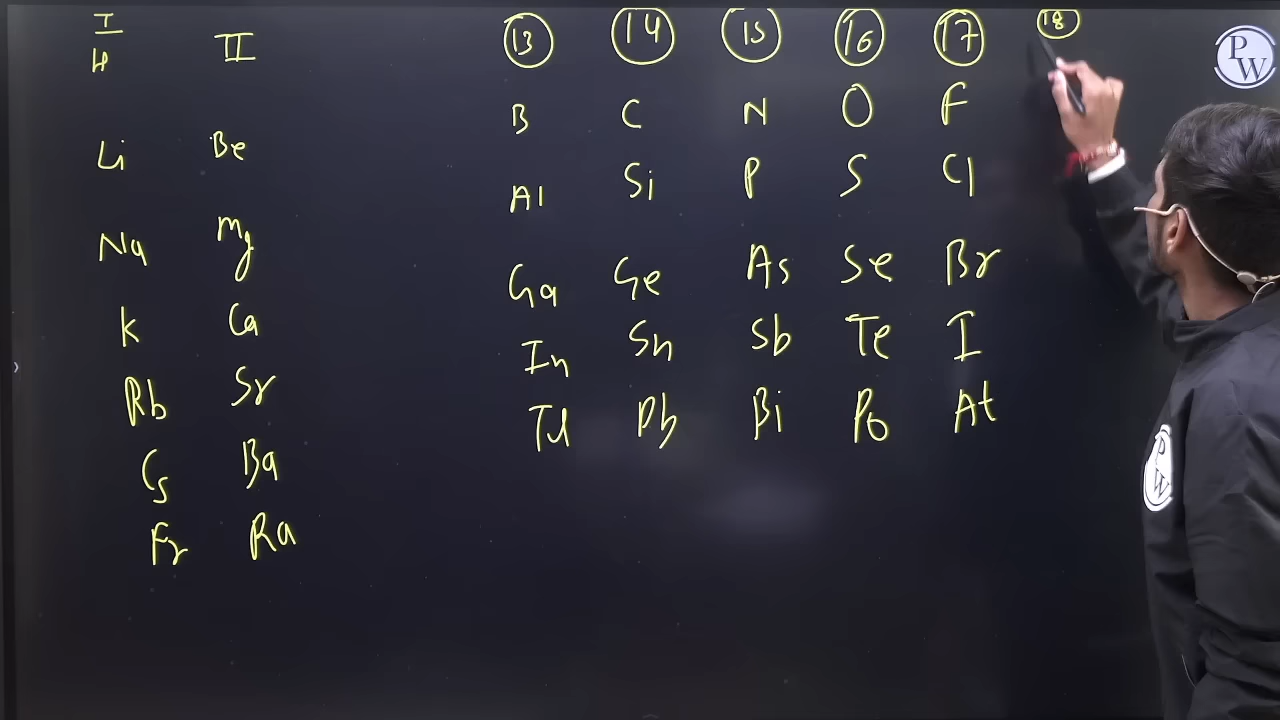 I II 13 14 15 16 17 18
H
B C N O F
Li Be
Al Si P S Cl
Na Mg
Ga Ge As Se Br
K Ca
In Sn Sb Te I
Rb Sr
Tl Pb Bi Po At
Cs Ba
Fr Ra
PW
PW